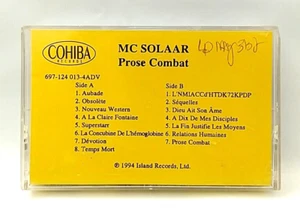 COHIBA
RECORDS
MC SOLAAR
Prose Combat
697-124 013-4ADV
Side A
1. Aubade
2. Obsolète
3. Nouveau Western
4. A La Claire Fontaine
5. Superstarr
6. La Concubine De L'hémoglobine
7. Dévotion
8. Temps Mort
Side B
1. L'NMIACCd'HTDK72KPDP
2. Séquelles
3. Dieu Ait Son Âme
4. A Dix De Mes Disciples
5. La Fin Justifie Les Moyens
6. Relations Humaines
7. Prose Combat
℗ 1994 Island Records, Ltd.